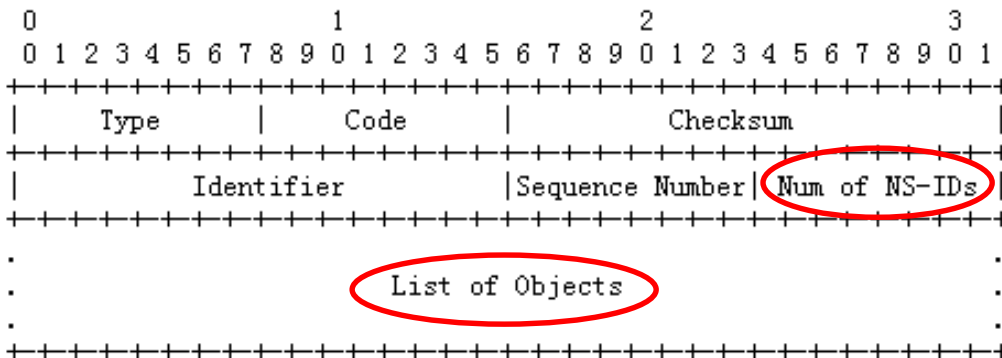 0                   1                   2                   3
0 1 2 3 4 5 6 7 8 9 0 1 2 3 4 5 6 7 8 9 0 1 2 3 4 5 6 7 8 9 0 1
+-+-+-+-+-+-+-+-+-+-+-+-+-+-+-+-+-+-+-+-+-+-+-+-+-+-+-+-+-+-+-+-+
|     Type      |     Code      |          Checksum             |
+-+-+-+-+-+-+-+-+-+-+-+-+-+-+-+-+-+-+-+-+-+-+-+-+-+-+-+-+-+-+-+-+
|           Identifier          |Sequence Number| Num of NS-IDs |
+-+-+-+-+-+-+-+-+-+-+-+-+-+-+-+-+-+-+-+-+-+-+-+-+-+-+-+-+-+-+-+-+
.                                                               .
.                        List of Objects                        .
.                                                               .
+-+-+-+-+-+-+-+-+-+-+-+-+-+-+-+-+-+-+-+-+-+-+-+-+-+-+-+-+-+-+-+-+